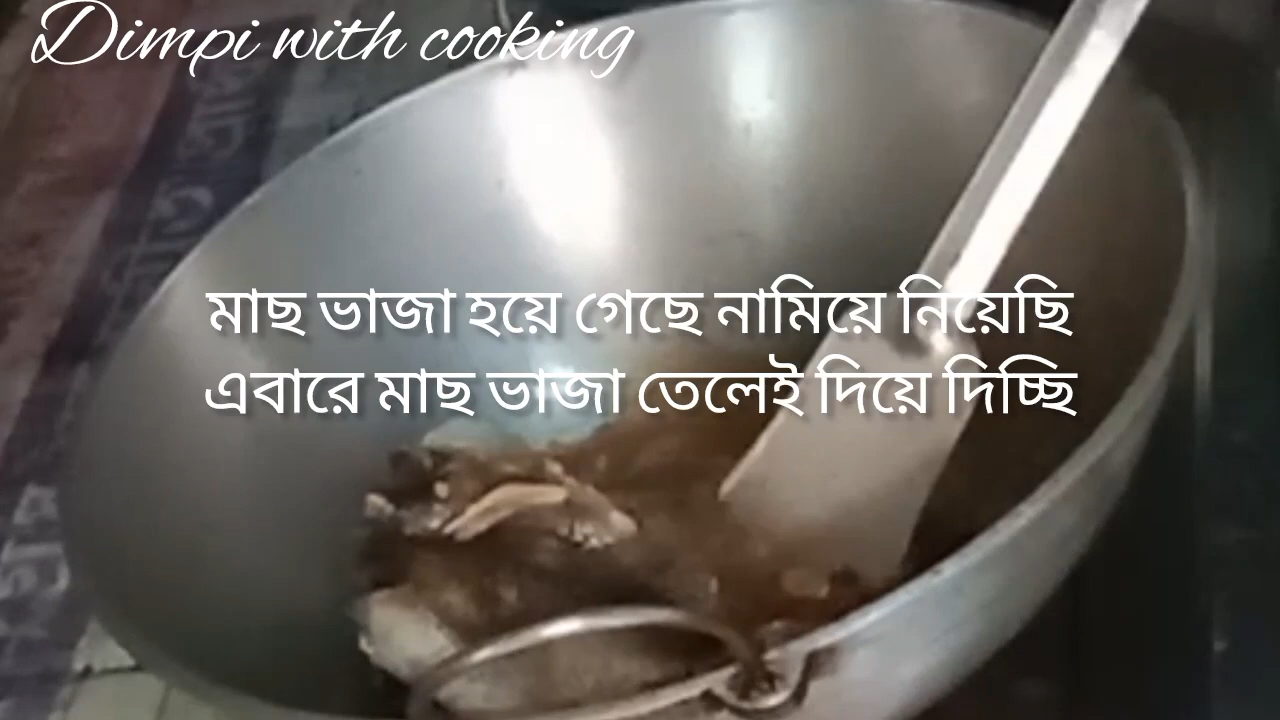 Dimpi with cooking
মাছ ভাজা হয়ে গেছে নামিয়ে নিয়েছি
এবারে মাছ ভাজা তেলেই দিয়ে দিচ্ছি